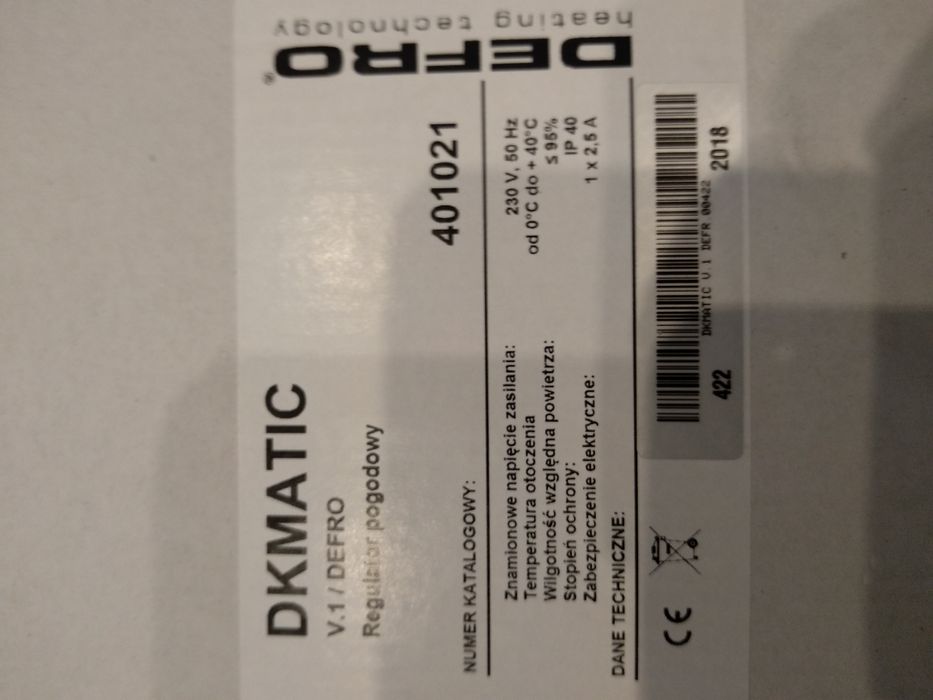 DEFRO®
heating technology
DKMATIC
V.1 / DEFRO
Regulator pogodowy
NUMER KATALOGOWY: 401021
Znamionowe napięcie zasilania: 230 V, 50 Hz
Temperatura otoczenia od 0°C do + 40°C
Wilgotność względna powietrza: ≤ 95%
Stopień ochrony: IP 40
Zabezpieczenie elektryczne: 1 x 2,5 A
DANE TECHNICZNE:
CE
DKMATIC V.1 DEFR 00422
422 2018